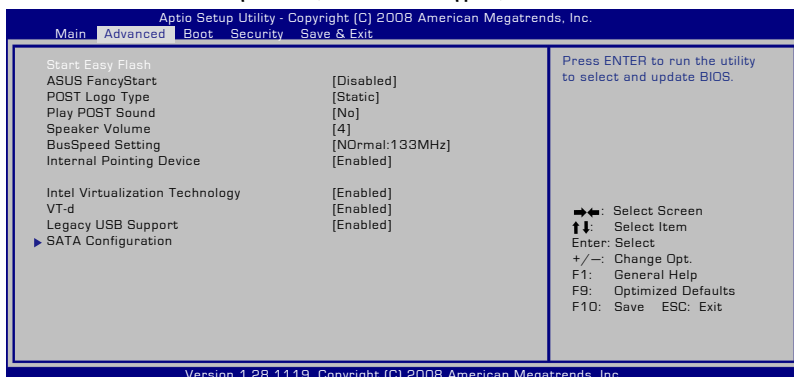 Aptio Setup Utility - Copyright (C) 2008 American Megatrends, Inc.
Main Advanced Boot Security Save & Exit
Start Easy Flash
ASUS FancyStart [Disabled]
POST Logo Type [Static]
Play POST Sound [No]
Speaker Volume [4]
BusSpeed Setting [NOrmal:133MHz]
Internal Pointing Device [Enabled]
Intel Virtualization Technology [Enabled]
VT-d [Enabled]
Legacy USB Support [Enabled]
SATA Configuration
Press ENTER to run the utility
to select and update BIOS.
→←: Select Screen
↑↓: Select Item
Enter: Select
+/—: Change Opt.
F1: General Help
F9: Optimized Defaults
F10: Save ESC: Exit
Version 1.28.1119. Copyright (C) 2008 American Megatrends, Inc.